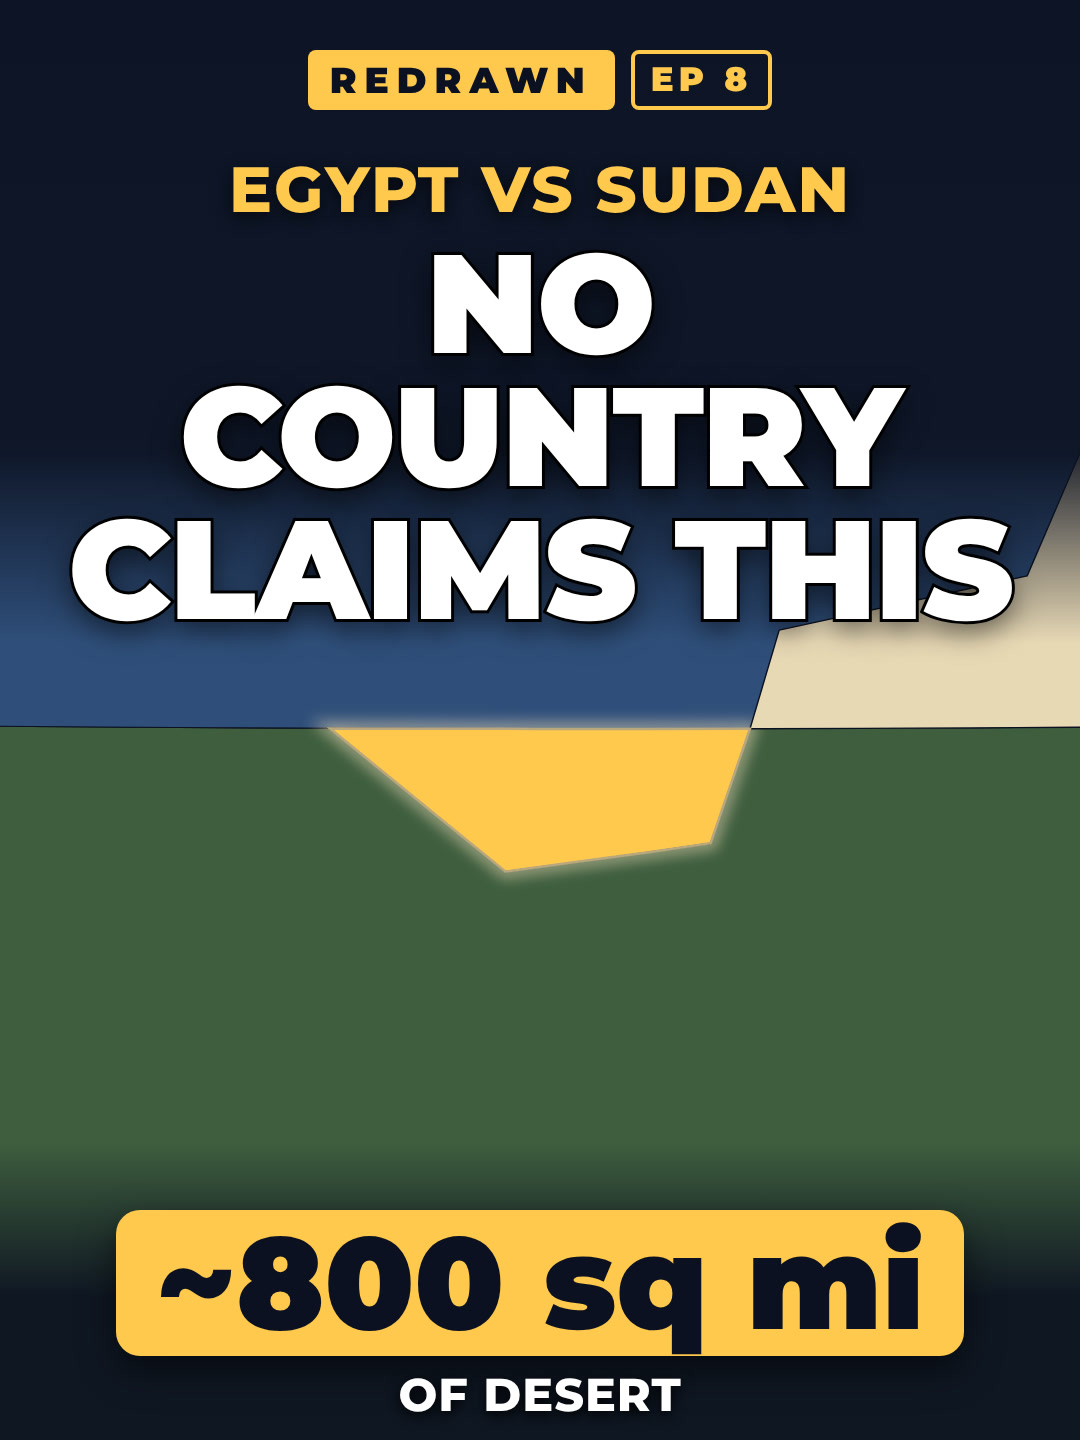 REDRAWN EP 8
EGYPT VS SUDAN
NO
COUNTRY
CLAIMS THIS
~800 sq mi
OF DESERT